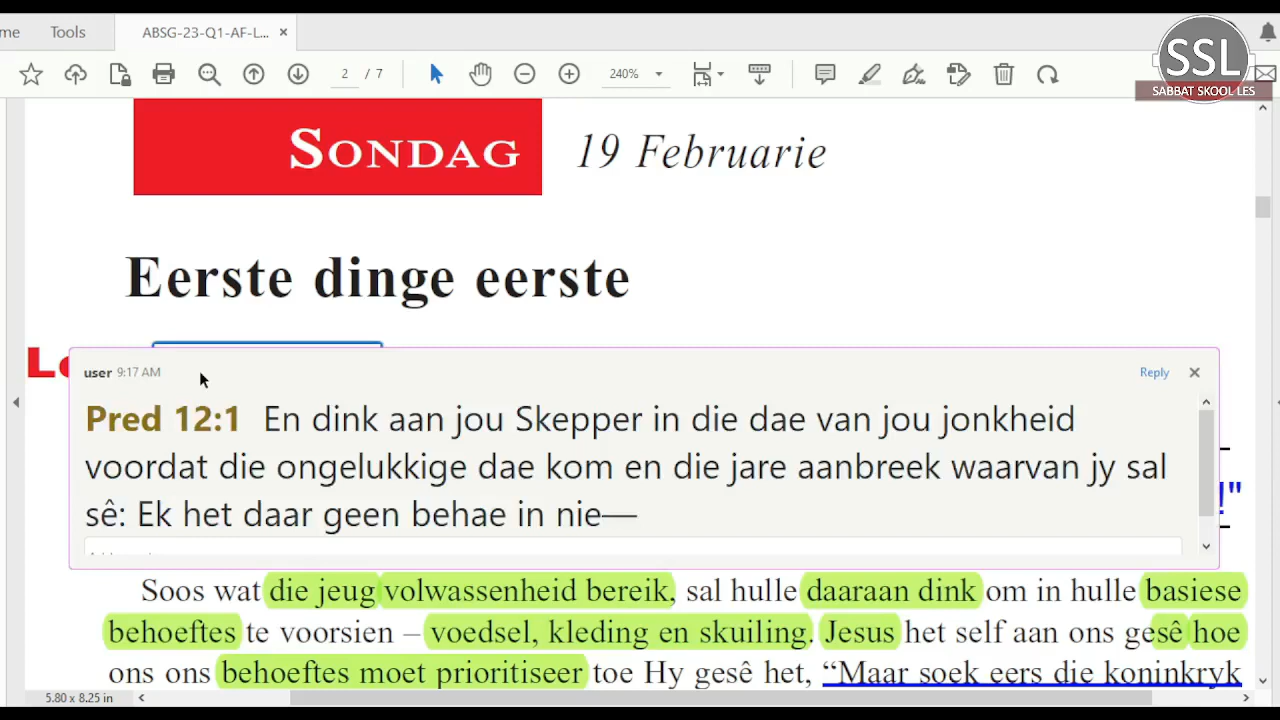 me Tools ABSG-23-Q1-AF-L... ×
SSL
SABBAT SKOOL LES
2 / 7 240%
SONDAG 19 Februarie
Eerste dinge eerste
user 9:17 AM Reply
Pred 12:1 En dink aan jou Skepper in die dae van jou jonkheid
voordat die ongelukkige dae kom en die jare aanbreek waarvan jy sal
sê: Ek het daar geen behae in nie—
!"
Soos wat die jeug volwassenheid bereik, sal hulle daaraan dink om in hulle basiese
behoeftes te voorsien – voedsel, kleding en skuiling. Jesus het self aan ons gesê hoe
ons ons behoeftes moet prioritiseer toe Hy gesê het, “Maar soek eers die koninkryk
5.80 x 8.25 in